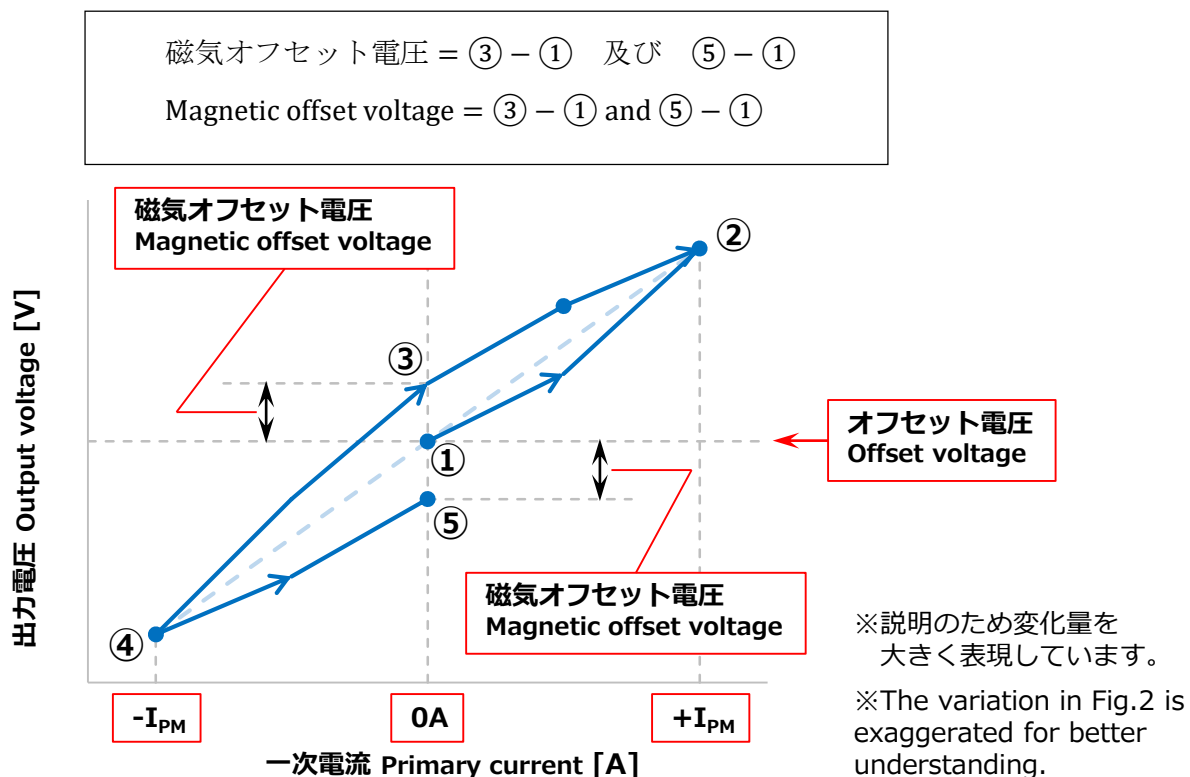 磁気オフセット電圧 = ③ − ① 及び ⑤ − ①
Magnetic offset voltage = ③ − ① and ⑤ − ①
磁気オフセット電圧
Magnetic offset voltage
②
③
出力電圧 Output voltage [V]
オフセット電圧
Offset voltage
①
⑤
磁気オフセット電圧
Magnetic offset voltage
④
※説明のため変化量を
大きく表現しています。
※The variation in Fig.2 is
exaggerated for better
understanding.
-I_PM
0A
+I_PM
一次電流 Primary current [A]